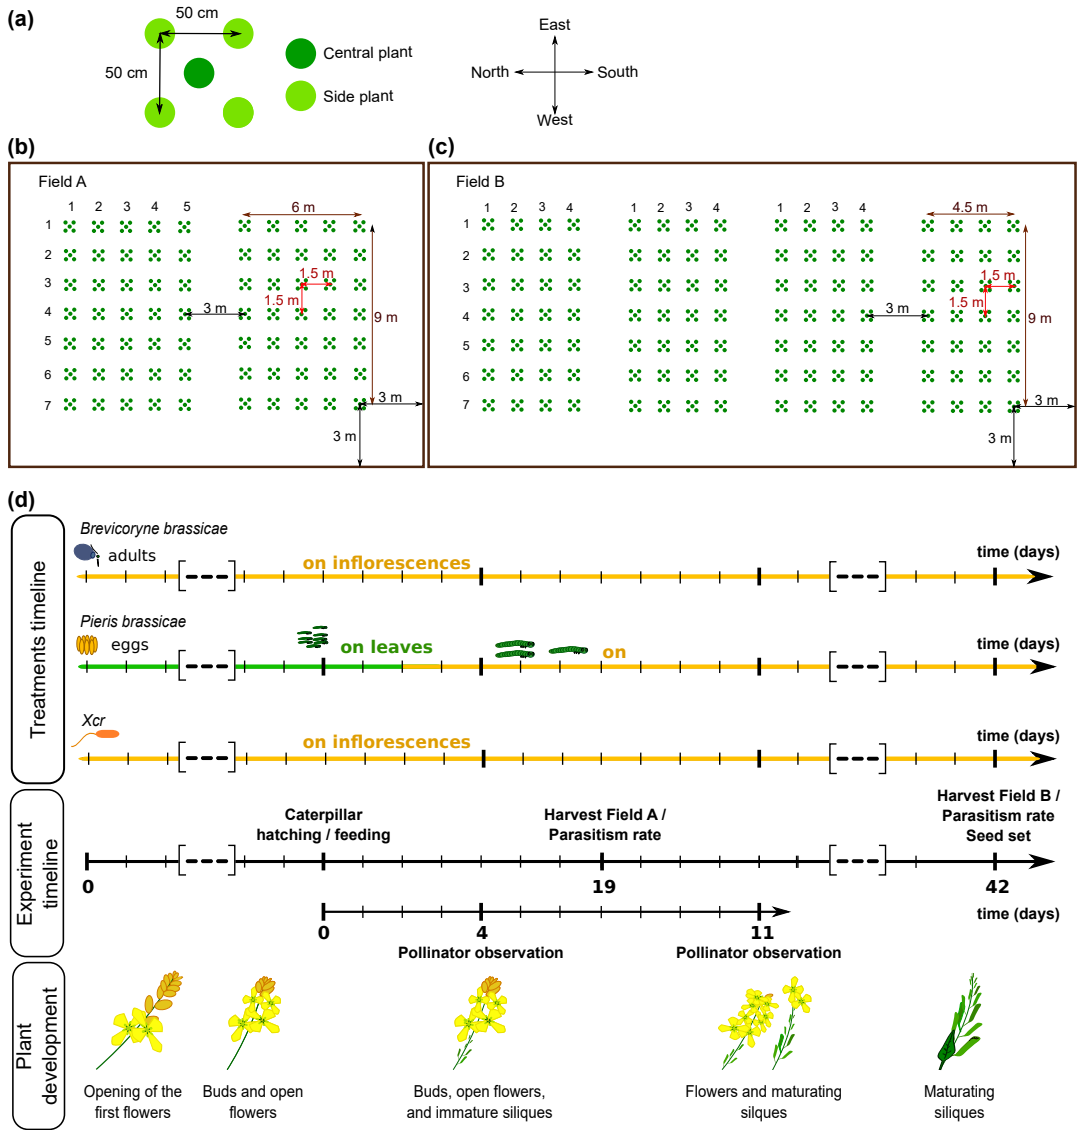 (a)
50 cm
50 cm
Central plant
Side plant
East
North
South
West
(b)
Field A
1 2 3 4 5
6 m
1
2
3
1.5 m
1.5 m
4
3 m
9 m
5
6
7
3 m
3 m
(c)
Field B
1 2 3 4
1 2 3 4
1 2 3 4
4.5 m
1
2
3
1.5 m
1.5 m
4
3 m
9 m
5
6
7
3 m
3 m
(d)
Treatments timeline
Brevicoryne brassicae
adults
on inflorescences
time (days)
Pieris brassicae
eggs
on leaves
on
time (days)
Xcr
on inflorescences
time (days)
Experiment
timeline
Caterpillar
hatching / feeding
Harvest Field A /
Parasitism rate
Harvest Field B /
Parasitism rate
Seed set
0
19
42
time (days)
0
4
11
Pollinator observation
Pollinator observation
Plant
development
Opening of the
first flowers
Buds and open
flowers
Buds, open flowers,
and immature siliques
Flowers and maturating
silques
Maturating
siliques